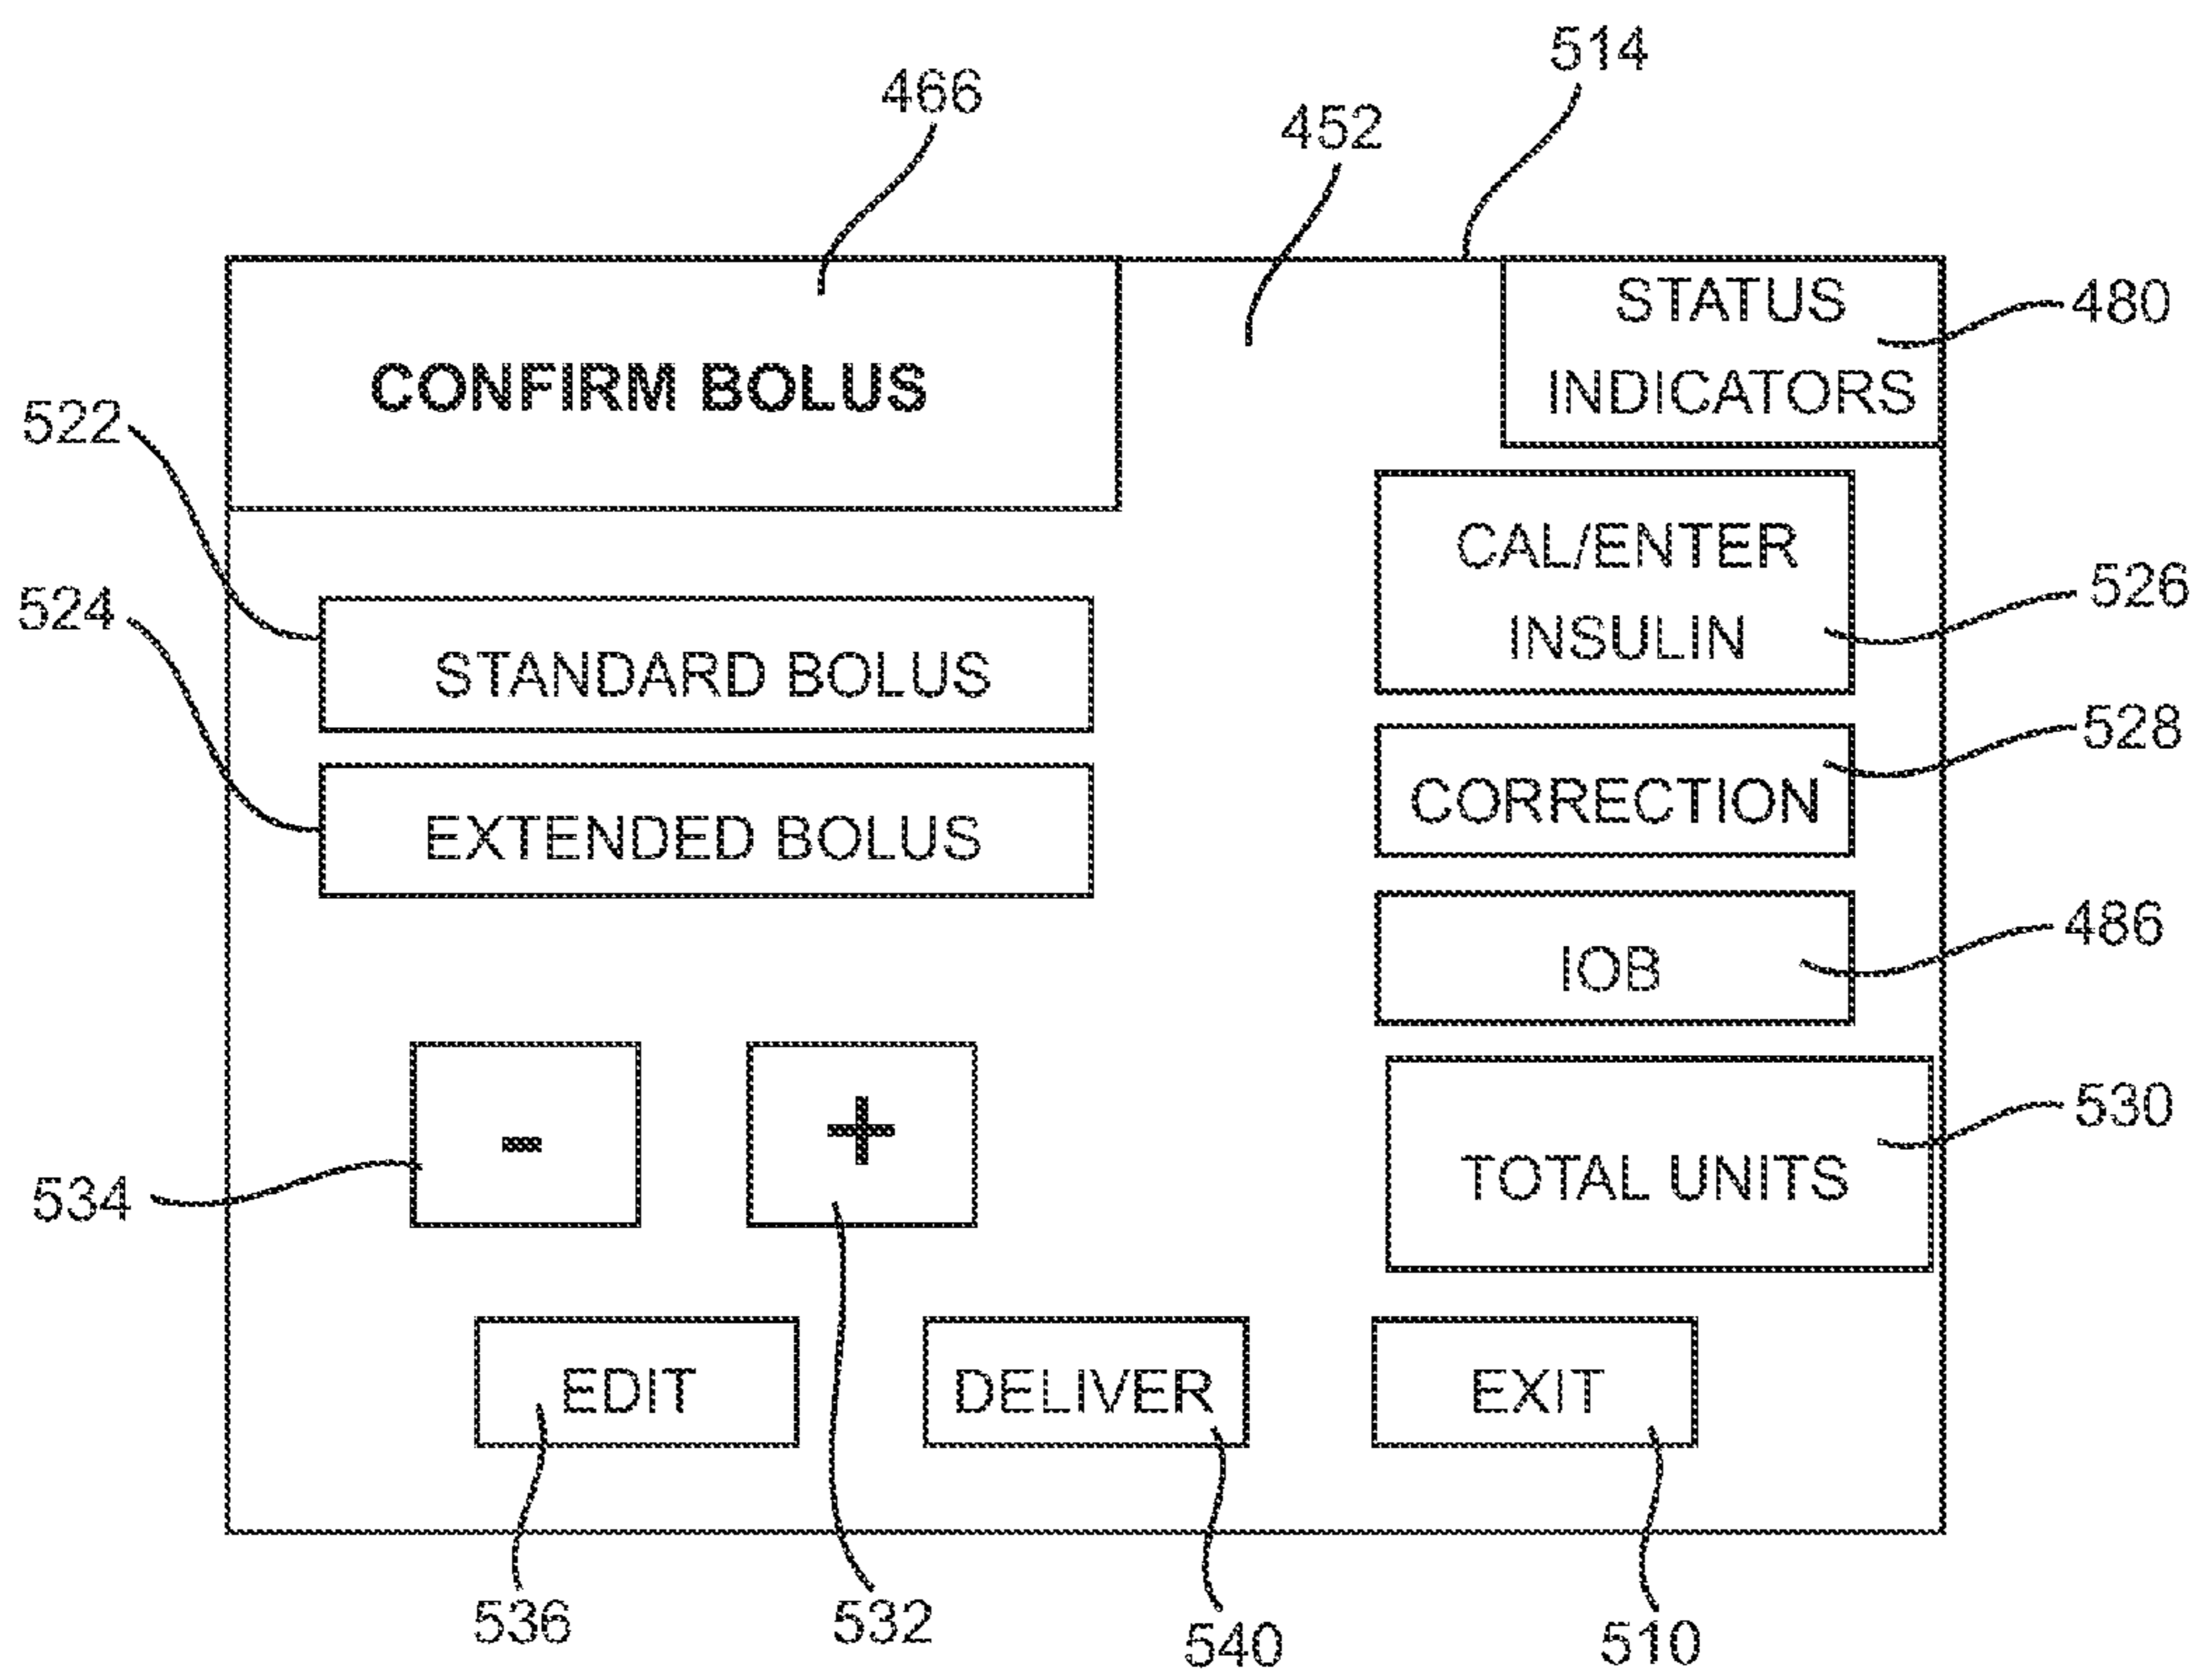 514
466
452
STATUS
INDICATORS
480
CONFIRM BOLUS
522
CAL/ENTER
INSULIN
526
524
STANDARD BOLUS
528
CORRECTION
EXTENDED BOLUS
486
IOB
530
- +
TOTAL UNITS
534
EDIT DELIVER EXIT
536 532 540 510